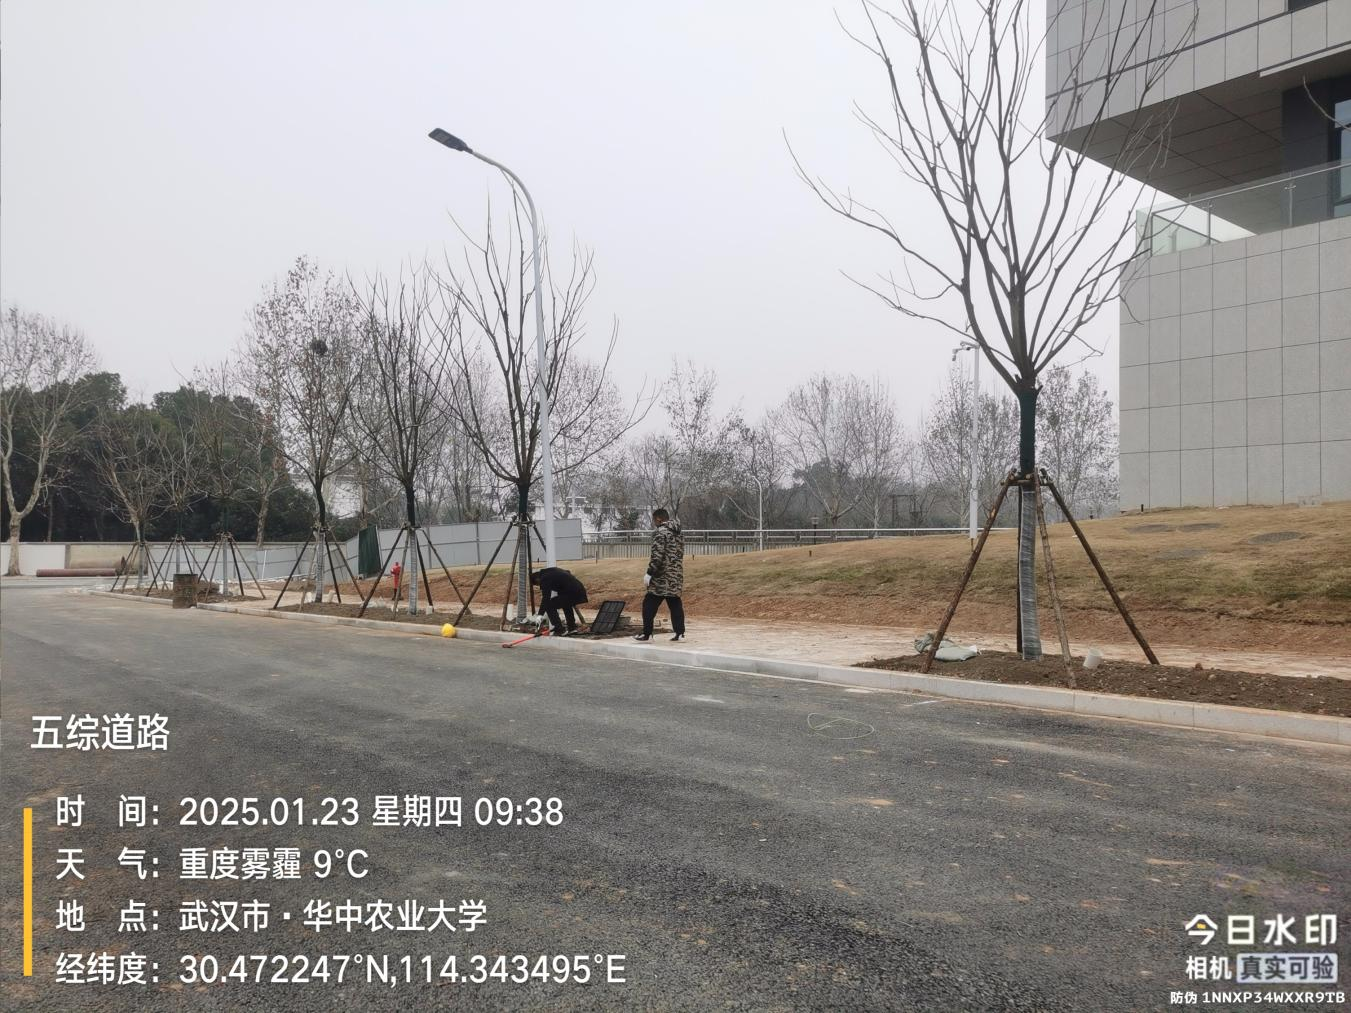 五综道路
时 间：2025.01.23 星期四 09:38
天 气：重度雾霾 9℃
地 点：武汉市·华中农业大学
经纬度：30.472247°N,114.343495°E
今日水印
相机 真实可验
防伪 1NNXP34WXXR9TB